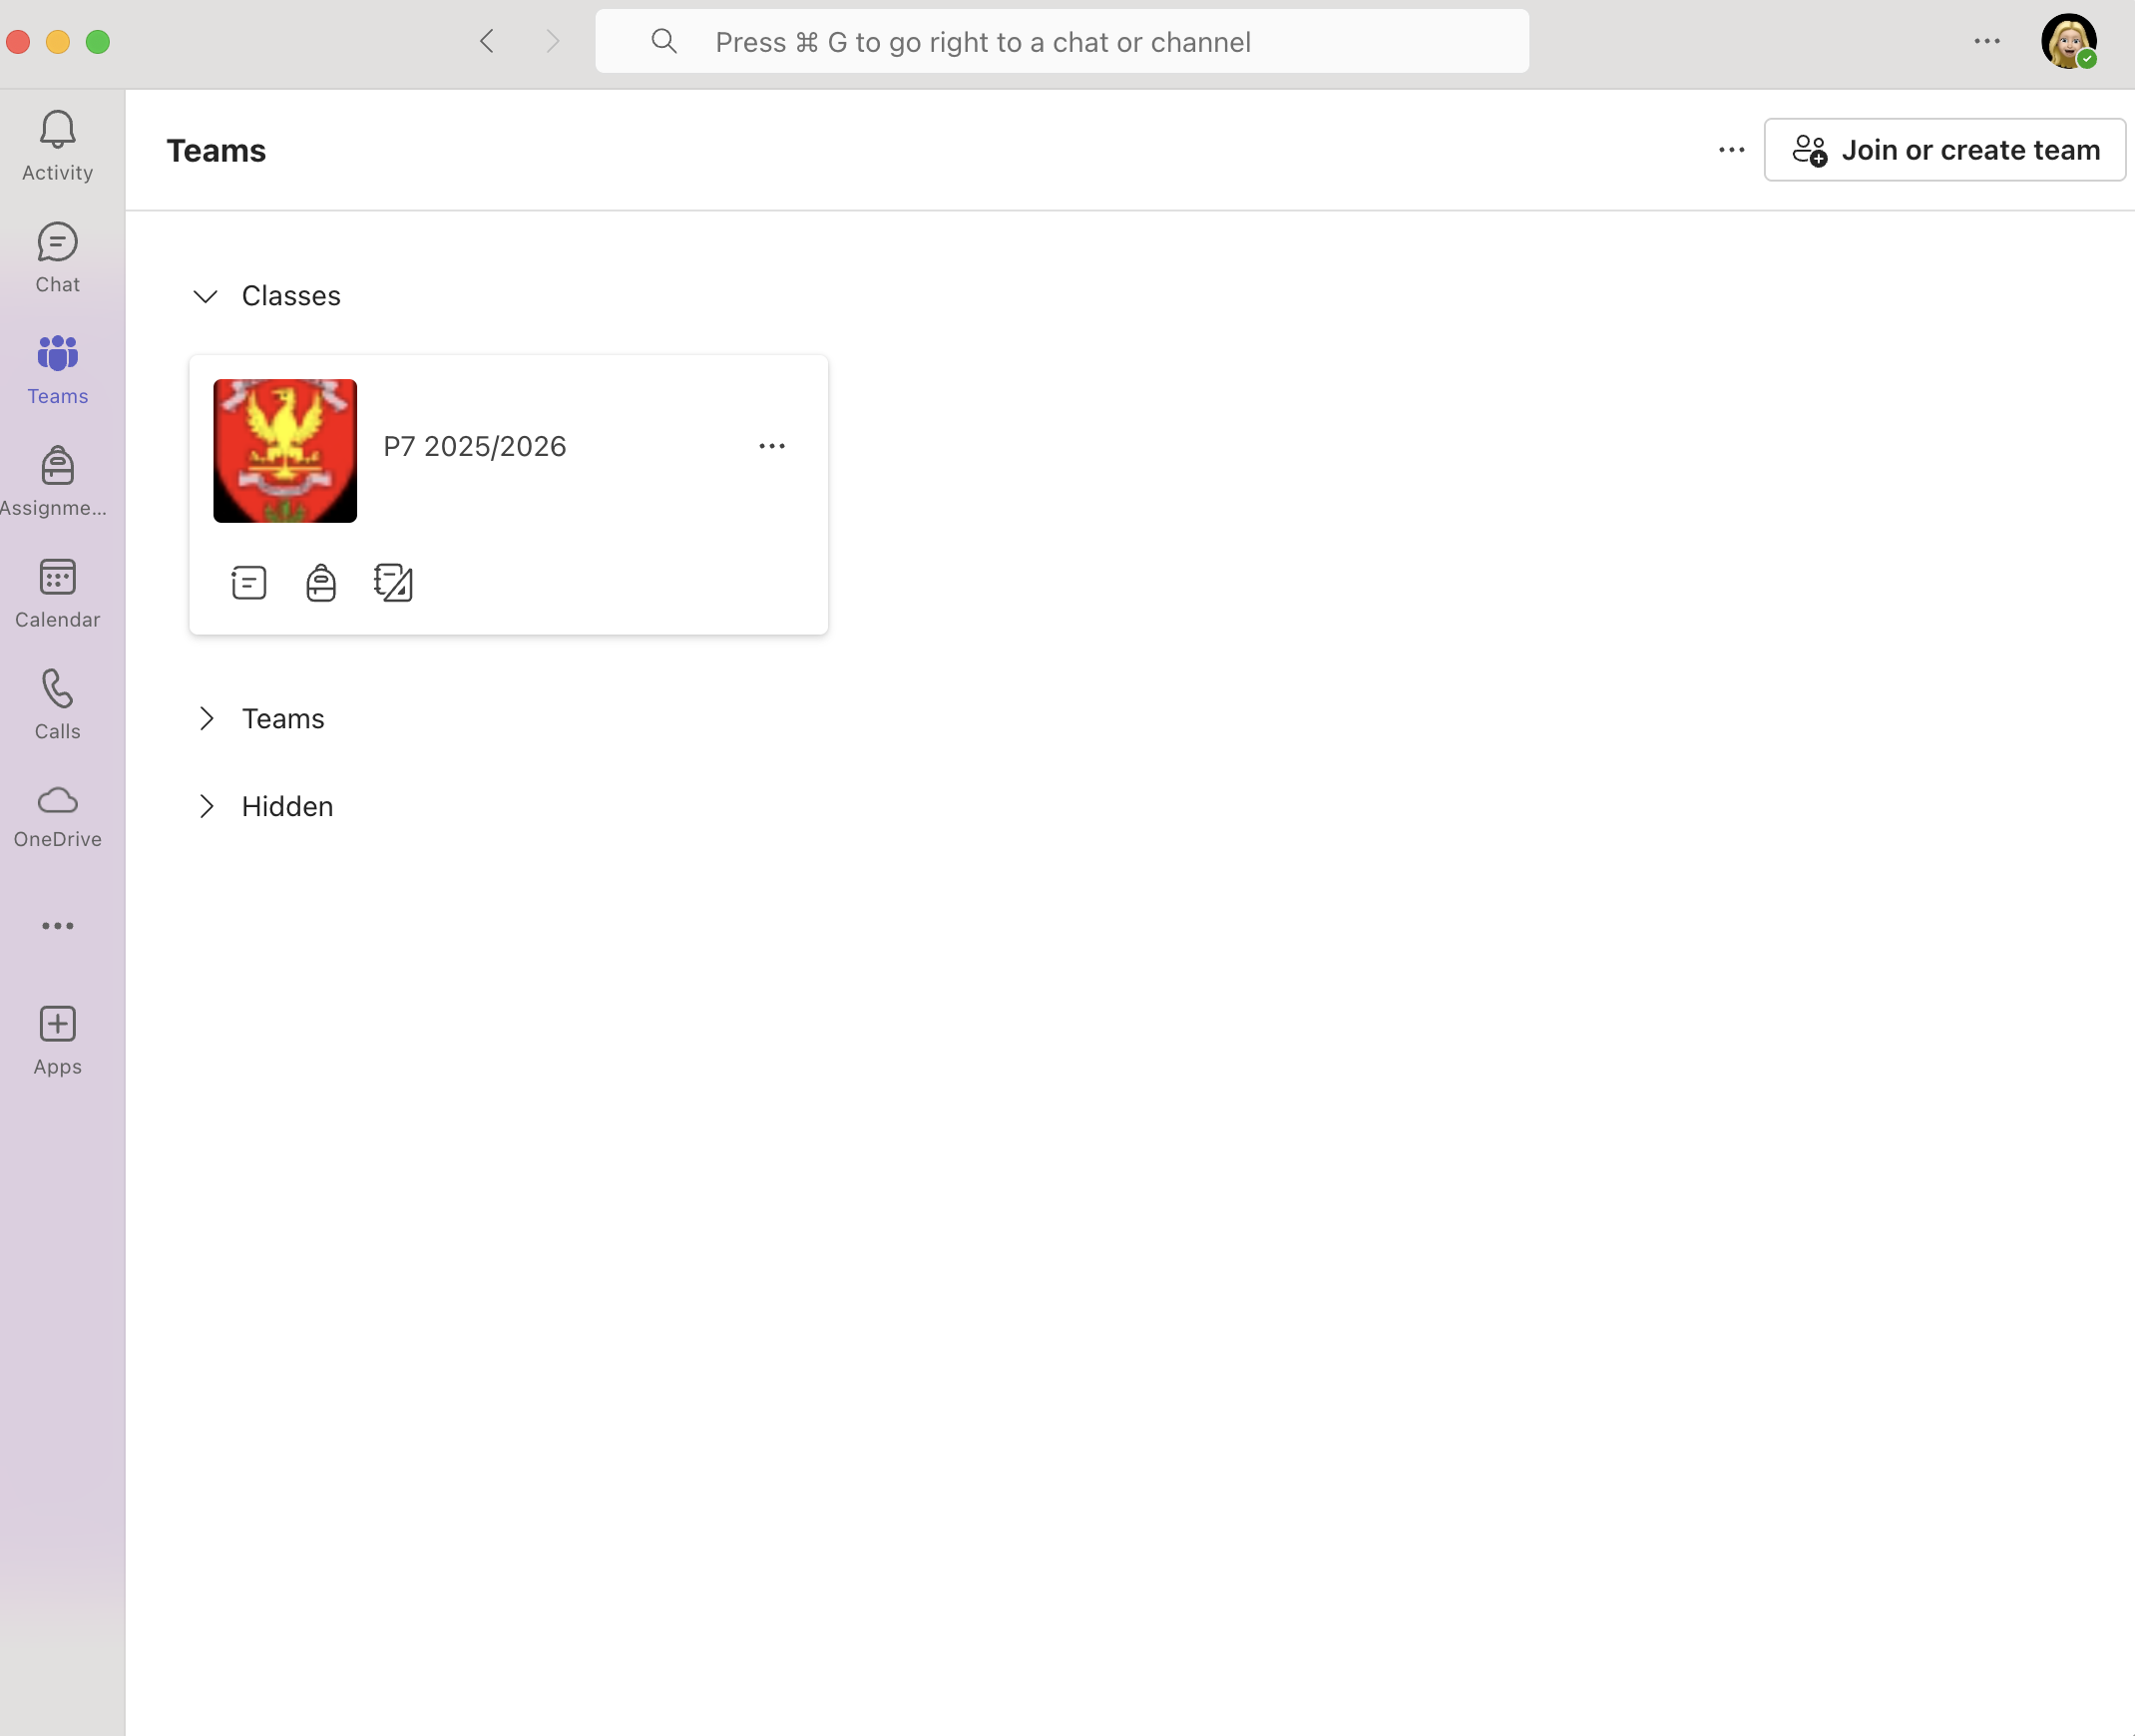 Press ⌘ G to go right to a chat or channel
Activity
Chat
Teams
Assignme...
Calendar
Calls
OneDrive
Apps
Teams
Join or create team
Classes
P7 2025/2026
Teams
Hidden